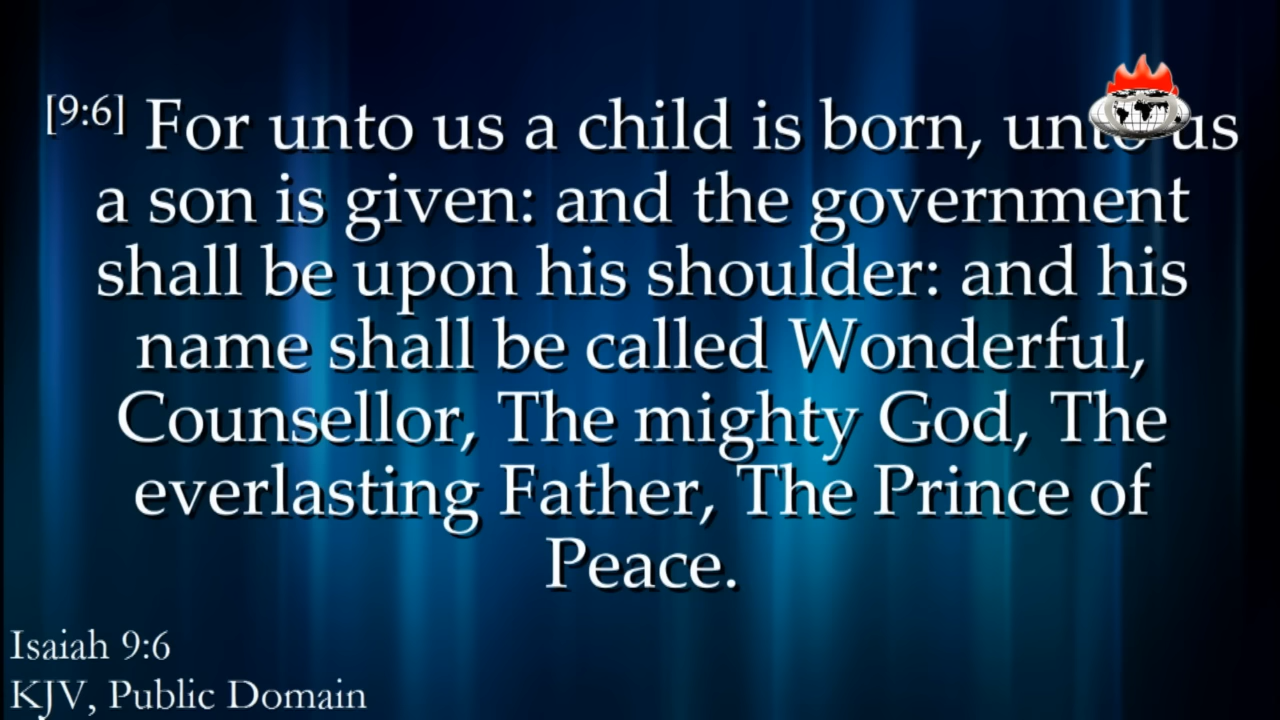 [9:6] For unto us a child is born, unto us
a son is given: and the government
shall be upon his shoulder: and his
name shall be called Wonderful,
Counsellor, The mighty God, The
everlasting Father, The Prince of
Peace.
Isaiah 9:6
KJV, Public Domain